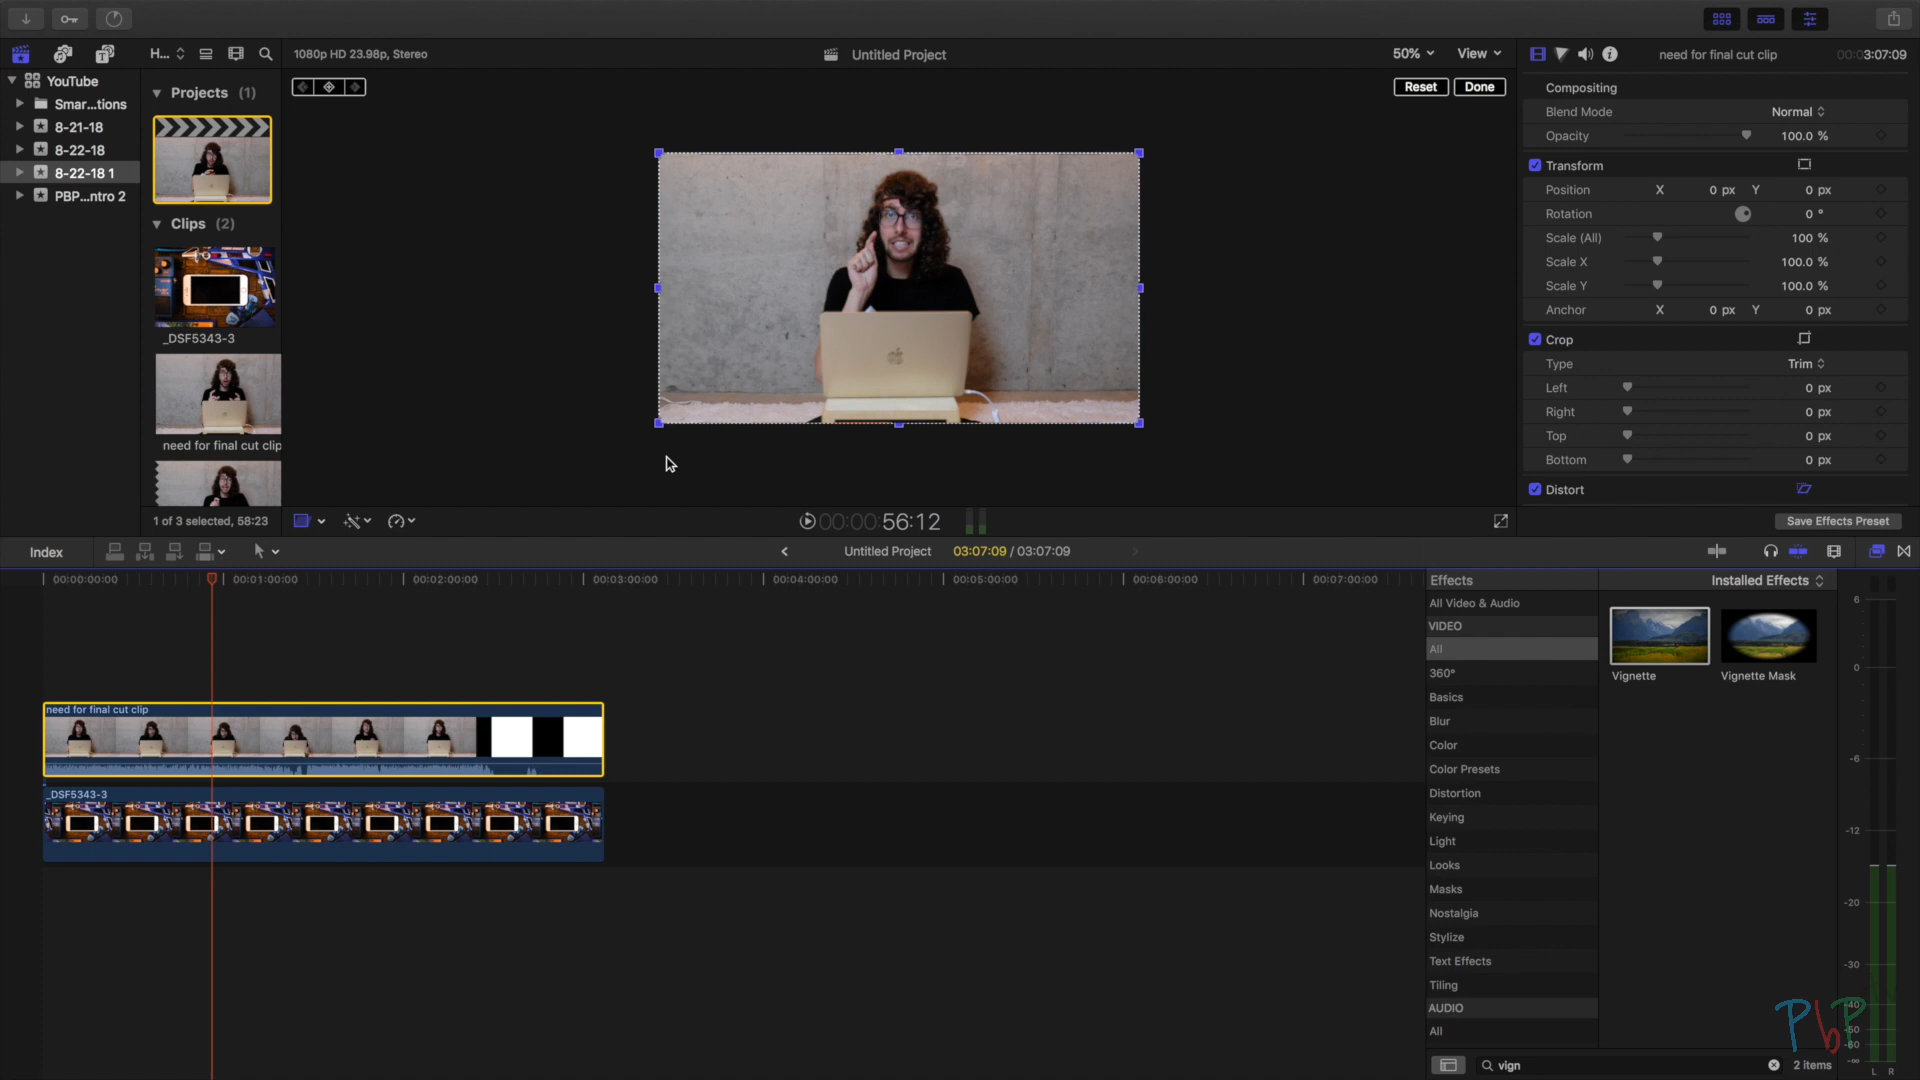 H...
1080p HD 23.98p, Stereo
Untitled Project
50%
View
need for final cut clip
00:03:07:09
YouTube
Smar...tions
8-21-18
8-22-18
8-22-18 1
PBP...ntro 2
Projects (1)
Clips (2)
_DSF5343-3
need for final cut clip
1 of 3 selected, 58:23
Reset
Done
00:00:56:12
Compositing
Blend Mode Normal
Opacity 100.0 %
Transform
Position X 0 px Y 0 px
Rotation 0 °
Scale (All) 100 %
Scale X 100.0 %
Scale Y 100.0 %
Anchor X 0 px Y 0 px
Crop
Type Trim
Left 0 px
Right 0 px
Top 0 px
Bottom 0 px
Distort
Save Effects Preset
Index
Untitled Project
03:07:09 / 03:07:09
00:00:00:00
00:01:00:00
00:02:00:00
00:03:00:00
00:04:00:00
00:05:00:00
00:06:00:00
00:07:00:00
need for final cut clip
_DSF5343-3
Effects
Installed Effects
All Video & Audio
VIDEO
All
360°
Basics
Blur
Color
Color Presets
Distortion
Keying
Light
Looks
Masks
Nostalgia
Stylize
Text Effects
Tiling
AUDIO
All
Vignette
Vignette Mask
vign
2 items
6
0
-6
-12
-20
-30
-40
-50
-60
-∞
L R
PbP